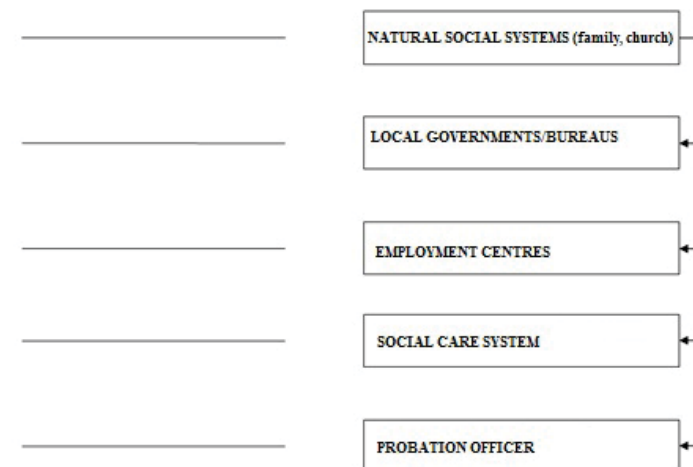 NATURAL SOCIAL SYSTEMS (family, church)
LOCAL GOVERNMENTS/BUREAUS
EMPLOYMENT CENTRES
SOCIAL CARE SYSTEM
PROBATION OFFICER